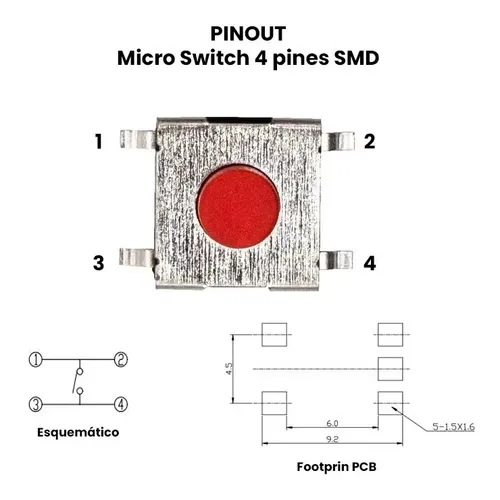 PINOUT
Micro Switch 4 pines SMD
1
2
3
4
1
2
3
4
Esquemático
4.5
6.0
9.2
5-1.5X1.6
Footprin PCB